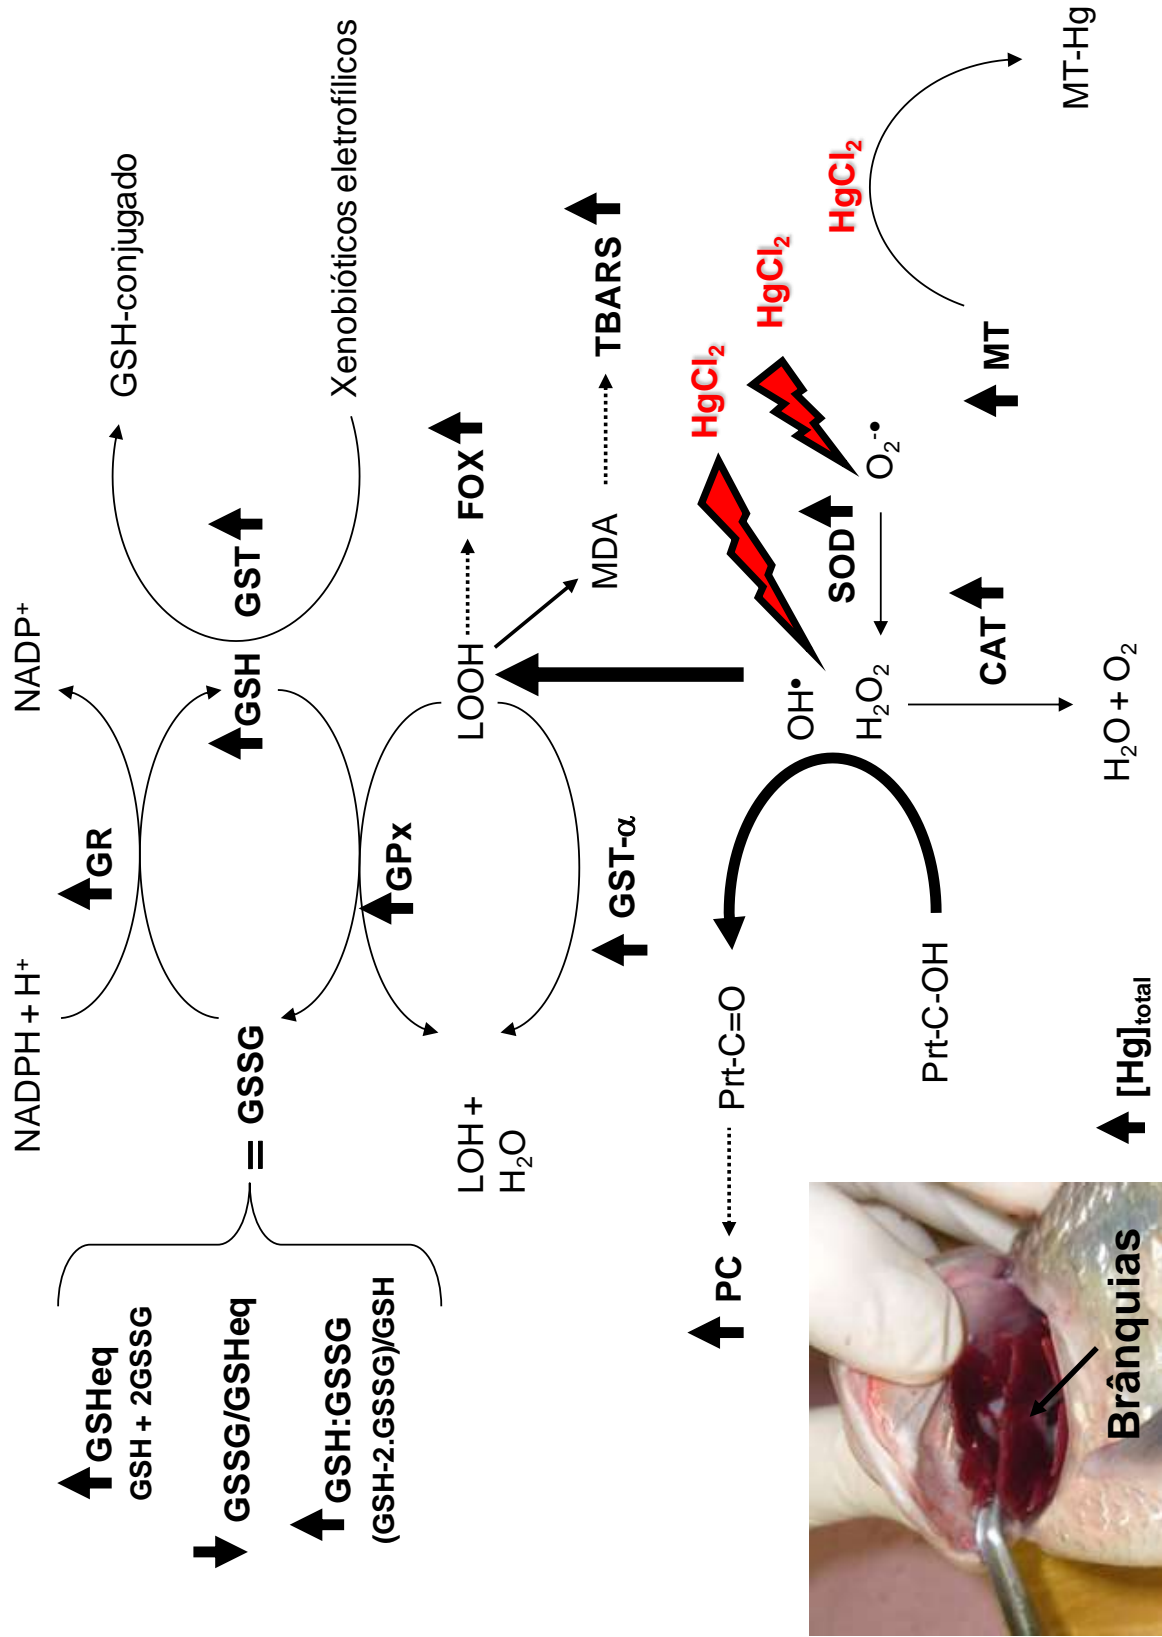 NADPH + H⁺
NADP⁺
GSHeq
GSH + 2GSSG
GR
GSH-conjugado
GSSG/GSHeq
= GSSG
GSH
GST
GSH:GSSG
(GSH-2.GSSG)/GSH
Xenobióticos eletrofílicos
GPx
LOH +
H₂O
LOOH
FOX
GST-α
MDA
TBARS
PC
Prt-C=O
HgCl₂
HgCl₂
HgCl₂
OH•
H₂O₂
SOD
O₂⁻•
Prt-C-OH
CAT
MT
MT-Hg
H₂O + O₂
[Hg]total
Brânquias